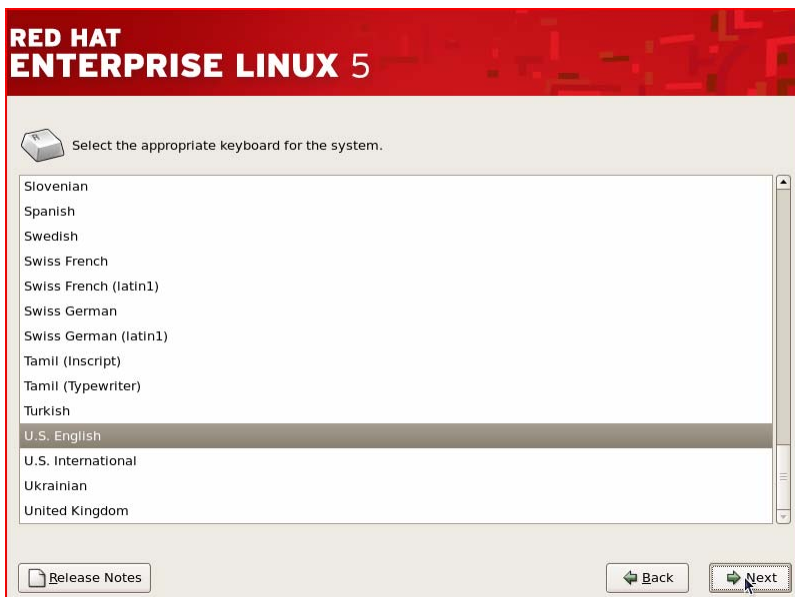 RED HAT
ENTERPRISE LINUX 5
Select the appropriate keyboard for the system.
Slovenian
Spanish
Swedish
Swiss French
Swiss French (latin1)
Swiss German
Swiss German (latin1)
Tamil (Inscript)
Tamil (Typewriter)
Turkish
U.S. English
U.S. International
Ukrainian
United Kingdom
Release Notes
Back
Next